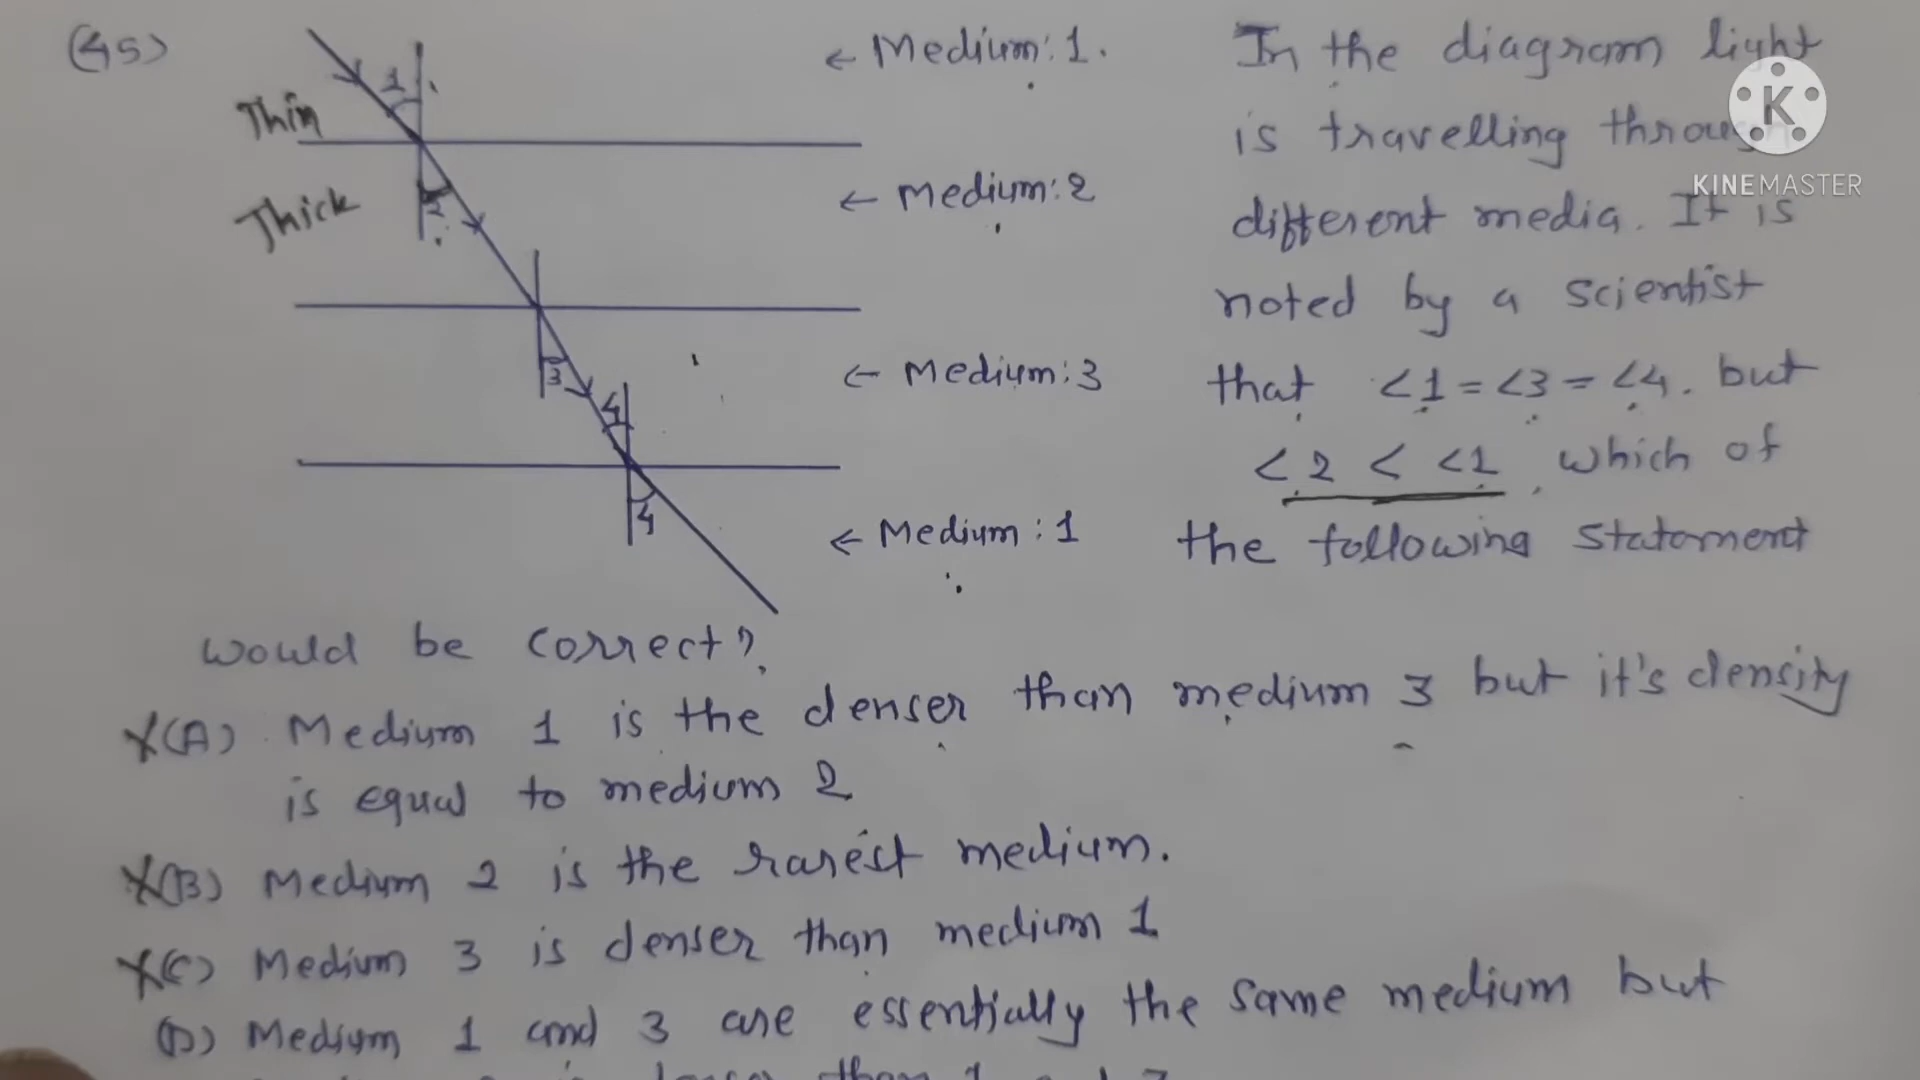 (45)
1
Thin
Thick
2
3
4
4
← Medium: 1.
← Medium: 2
← Medium: 3
← Medium: 1
In the diagram light
is travelling through
different media. It is
noted by a scientist
that <1 = <3 = <4. but
<2 < <1, which of
the following statement
would be correct?
X(A) Medium 1 is the denser than medium 3 but it's density
is equal to medium 2
X(B) Medium 2 is the rarest medium.
X(C) Medium 3 is denser than medium 1
(D) Medium 1 and 3 are essentially the same medium but
than 1
K
KINEMASTER